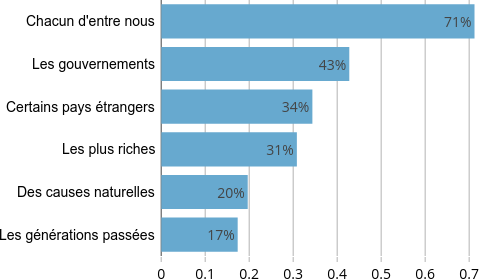 Chacun d'entre nous 71%
Les gouvernements 43%
Certains pays étrangers 34%
Les plus riches 31%
Des causes naturelles 20%
Les générations passées 17%
0 0.1 0.2 0.3 0.4 0.5 0.6 0.7